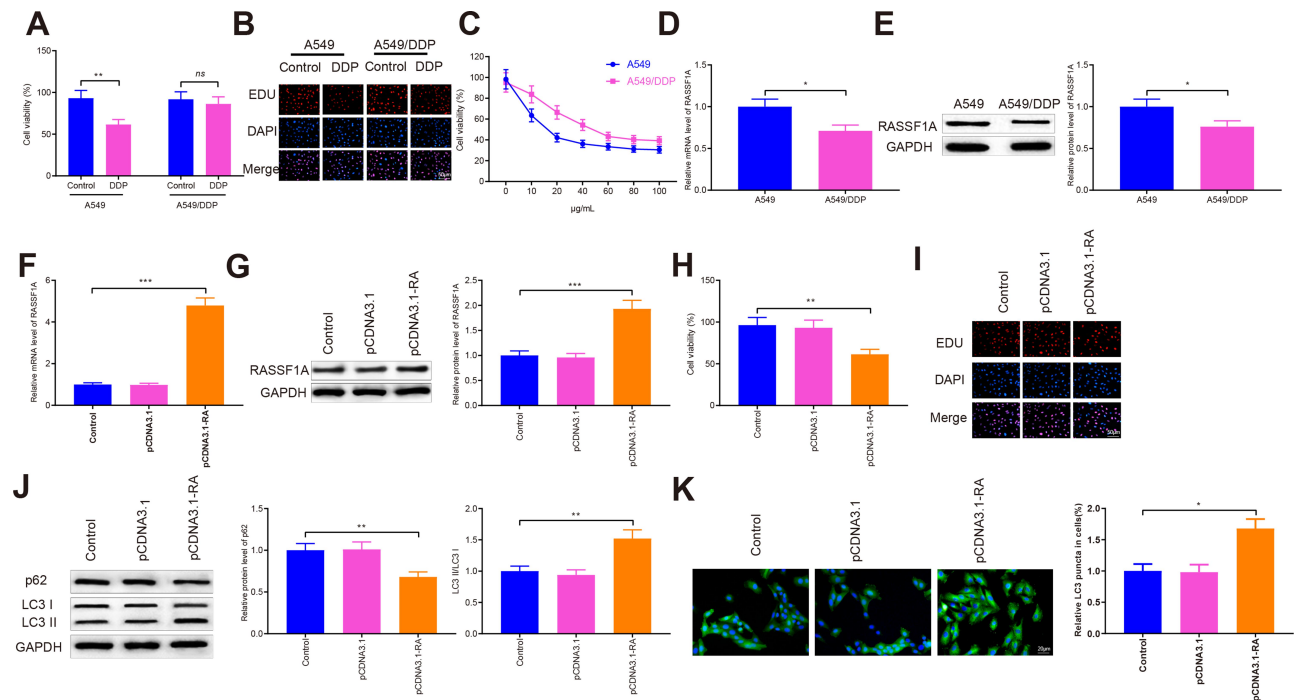 A
Cell viability (%)
150
100
50
0
**
ns
Control
DDP
Control
DDP
A549
A549/DDP
B
A549
A549/DDP
Control
DDP
Control
DDP
EDU
DAPI
Merge
50μm
C
A549
A549/DDP
Cell viability (%)
120
100
80
60
40
20
0
0
10
20
40
60
80
100
μg/mL
D
Relative mRNA level of RASSF1A
1.5
1.0
0.5
0.0
*
A549
A549/DDP
E
A549
A549/DDP
RASSF1A
GAPDH
Relative protein level of RASSF1A
1.5
1.0
0.5
0.0
*
A549
A549/DDP
F
Relative mRNA level of RASSF1A
6
4
2
0
***
Control
pCDNA3.1
pCDNA3.1-RA
G
Control
pCDNA3.1
pCDNA3.1-RA
RASSF1A
GAPDH
Relative protein level of RASSF1A
2.5
2.0
1.5
1.0
0.5
0.0
***
Control
pCDNA3.1
pCDNA3.1-RA
H
Cell viability (%)
150
100
50
0
**
Control
pCDNA3.1
pCDNA3.1-RA
I
Control
pCDNA3.1
pCDNA3.1-RA
EDU
DAPI
Merge
50μm
J
Control
pCDNA3.1
pCDNA3.1-RA
p62
LC3 I
LC3 II
GAPDH
Relative protein level of p62
1.5
1.0
0.5
0.0
**
Control
pCDNA3.1
pCDNA3.1-RA
LC3 II/LC3 I
2.0
1.5
1.0
0.5
0.0
**
Control
pCDNA3.1
pCDNA3.1-RA
K
Control
pCDNA3.1
pCDNA3.1-RA
20μm
Relative LC3 puncta in cells(%)
2.0
1.5
1.0
0.5
0.0
*
Control
pCDNA3.1
pCDNA3.1-RA